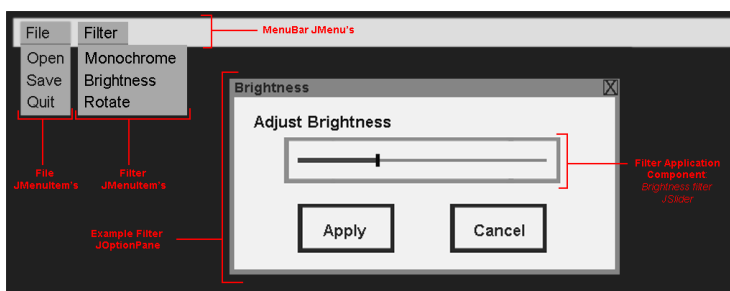 File
Filter
MenuBar JMenu's
Open
Save
Quit
Monochrome
Brightness
Rotate
Brightness
X
Adjust Brightness
Apply
Cancel
File
JMenuItem's
Filter
JMenuItem's
Example Filter
JOptionPane
Filter Application
Component
Brightness filter
JSlider